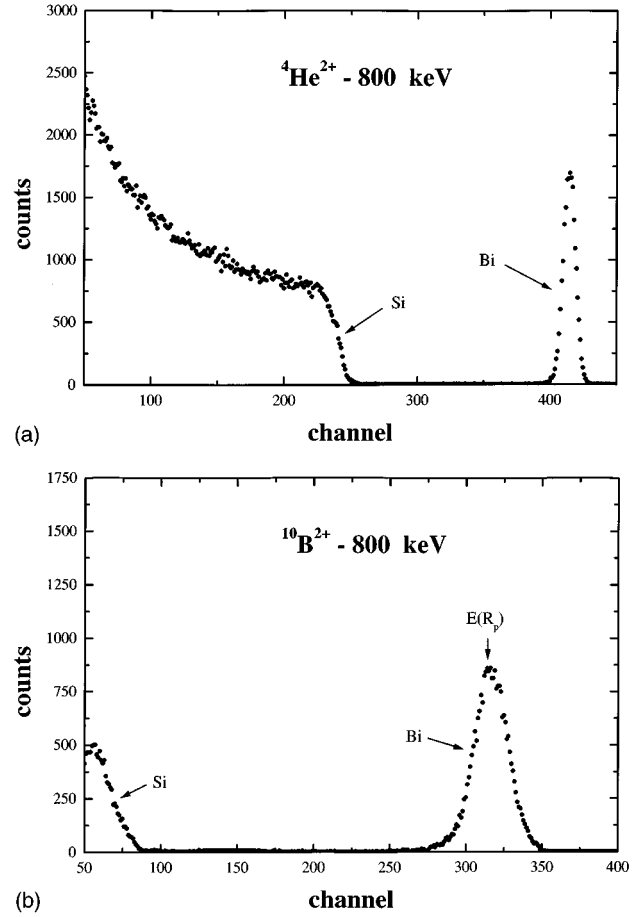 3000
2500
2000
1500
1000
500
0
counts
⁴He²⁺ - 800 keV
Bi
Si
100 200 300 400
(a)
channel
1750
1500
1250
1000
750
500
250
0
counts
¹⁰B²⁺ - 800 keV
E(Rₚ)
Bi
Si
50 100 150 200 250 300 350 400
(b)
channel